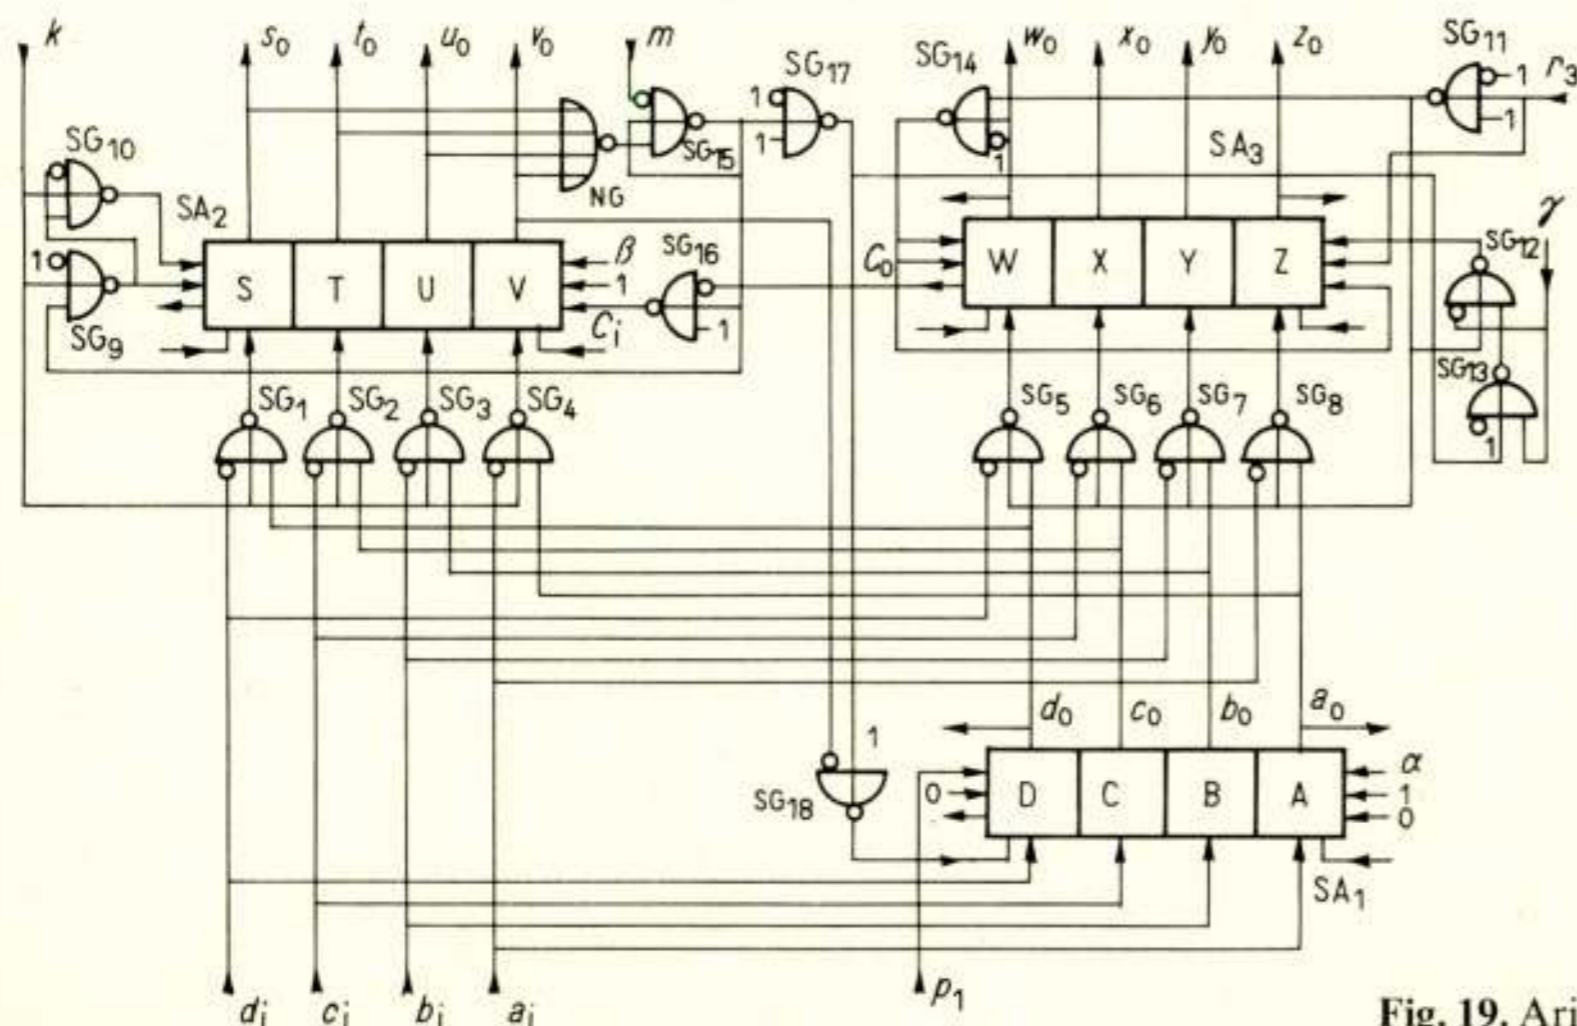 k s₀ t₀ u₀ v₀ m SG₁₇ SG₁₄ w₀ x₀ y₀ z₀ SG₁₁ r₃
1 1
SG₁₀ 1 SG₁₅ 1 1 SA₃
SA₂ NG γ
1 S T U V β SG₁₆ C₀ W X Y Z SG₁₂
1
SG₉ Cᵢ 1
SG₁ SG₂ SG₃ SG₄ SG₅ SG₆ SG₇ SG₈ SG₁₃
1
d₀ c₀ b₀ a₀
1
SG₁₈ 0 D C B A α
1
0
SA₁
dᵢ cᵢ bᵢ aᵢ p₁
Fig. 19. Ari